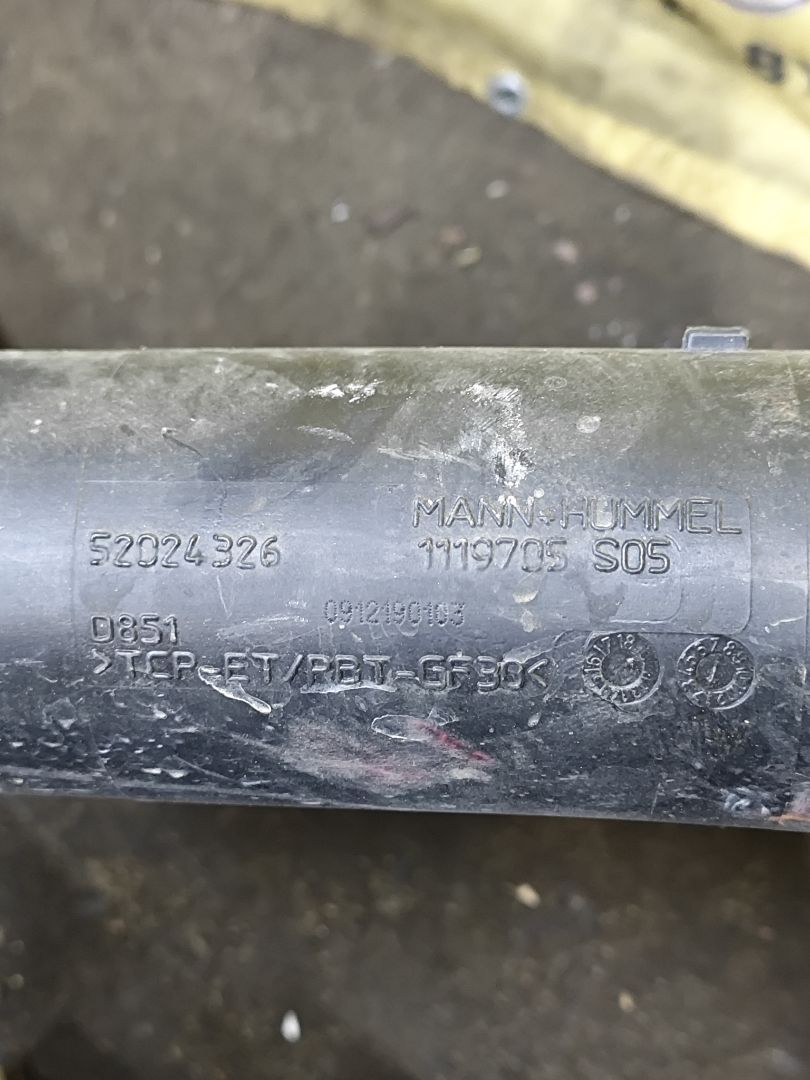 MANN+HUMMEL
52024326
1119705 S05
0912190103
D851
>TCP-ET/PBT-GF30<